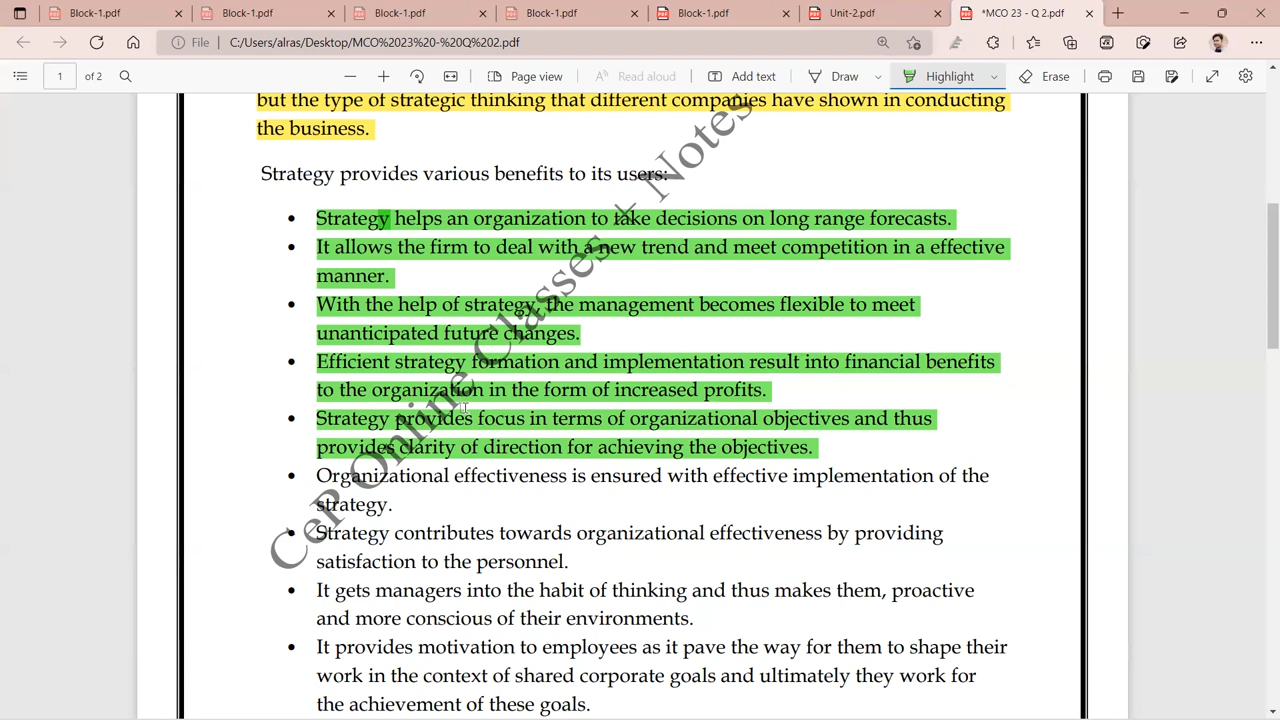 Block-1.pdf
Block-1.pdf
Block-1.pdf
Block-1.pdf
Block-1.pdf
Unit-2.pdf
*MCO 23 - Q 2.pdf
File
C:/Users/alras/Desktop/MCO%2023%20-%20Q%202.pdf
1 of 2
Page view
Read aloud
Add text
Draw
Highlight
Erase
but the type of strategic thinking that different companies have shown in conducting
the business.
Strategy provides various benefits to its users:
• Strategy helps an organization to take decisions on long range forecasts.
• It allows the firm to deal with a new trend and meet competition in a effective
manner.
• With the help of strategy, the management becomes flexible to meet
unanticipated future changes.
• Efficient strategy formation and implementation result into financial benefits
to the organization in the form of increased profits.
• Strategy provides focus in terms of organizational objectives and thus
provides clarity of direction for achieving the objectives.
• Organizational effectiveness is ensured with effective implementation of the
strategy.
• Strategy contributes towards organizational effectiveness by providing
satisfaction to the personnel.
• It gets managers into the habit of thinking and thus makes them, proactive
and more conscious of their environments.
• It provides motivation to employees as it pave the way for them to shape their
work in the context of shared corporate goals and ultimately they work for
the achievement of these goals.
CeP Online Classes + Notes